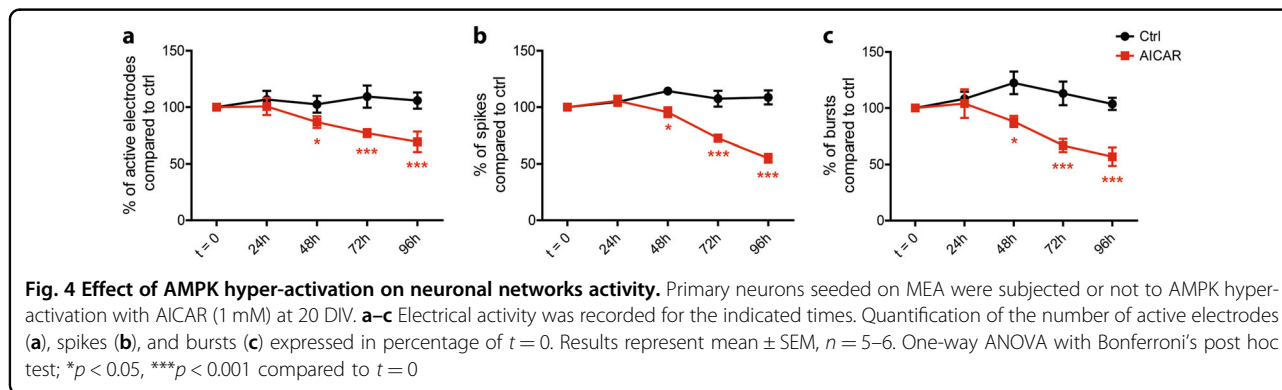 a
150
100
50
0
% of active electrodes
compared to ctrl
t = 0
24h
48h
72h
96h
*
***
***
b
150
100
50
0
% of spikes
compared to ctrl
t = 0
24h
48h
72h
96h
*
***
***
c
150
100
50
0
% of bursts
compared to ctrl
t = 0
24h
48h
72h
96h
*
***
***
Ctrl
AICAR
Fig. 4 Effect of AMPK hyper-activation on neuronal networks activity. Primary neurons seeded on MEA were subjected or not to AMPK hyper-
activation with AICAR (1 mM) at 20 DIV. a–c Electrical activity was recorded for the indicated times. Quantification of the number of active electrodes
(a), spikes (b), and bursts (c) expressed in percentage of t = 0. Results represent mean ± SEM, n = 5–6. One-way ANOVA with Bonferroni's post hoc
test; *p < 0.05, ***p < 0.001 compared to t = 0